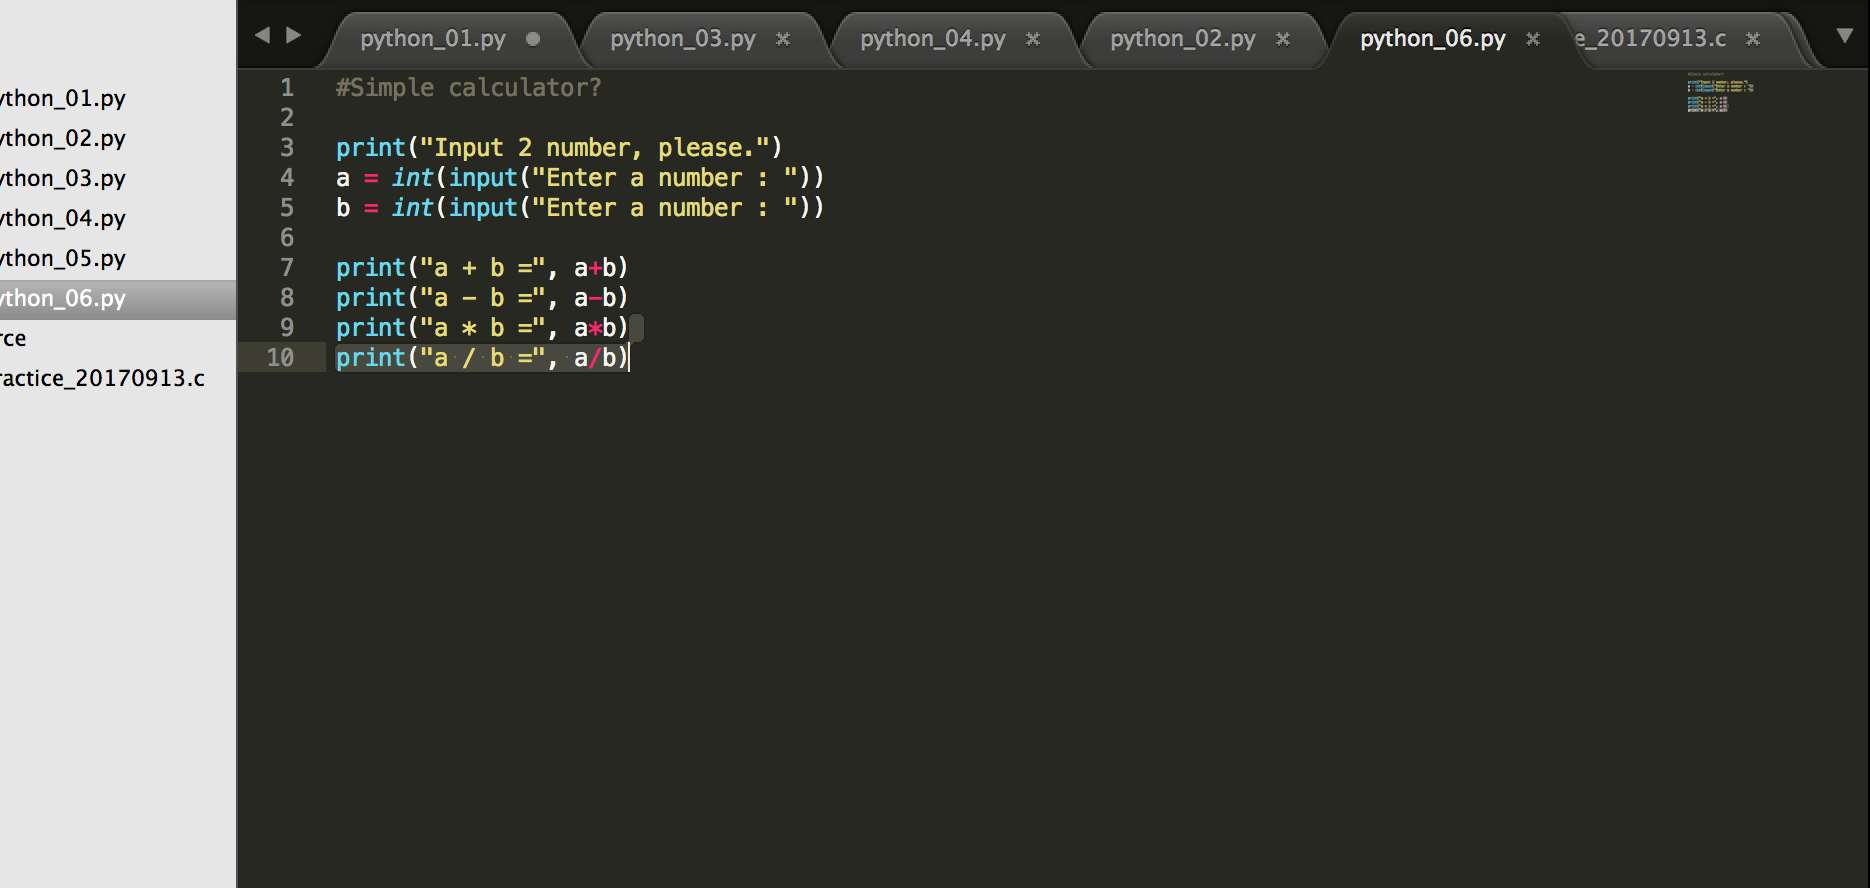 python_01.py python_03.py python_04.py python_02.py python_06.py e_20170913.c
ython_01.py
ython_02.py
ython_03.py
ython_04.py
ython_05.py
ython_06.py
rce
ractice_20170913.c
1 #Simple calculator?
2
3 print("Input 2 number, please.")
4 a = int(input("Enter a number : "))
5 b = int(input("Enter a number : "))
6
7 print("a + b =", a+b)
8 print("a - b =", a-b)
9 print("a * b =", a*b)
10 print("a / b =", a/b)